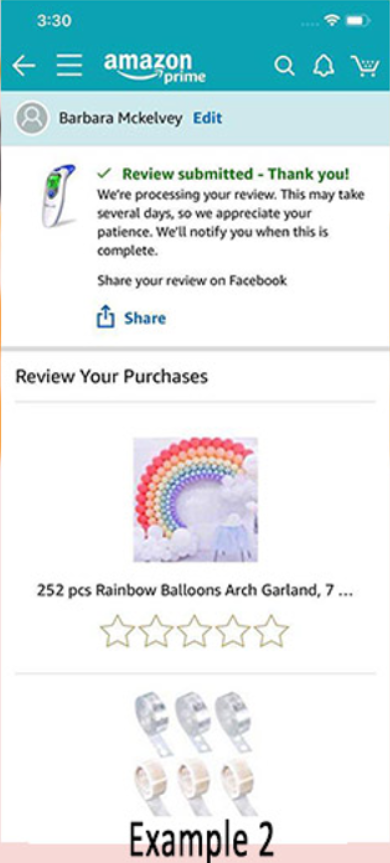 3:30
amazon
prime
Barbara Mckelvey Edit
✓ Review submitted - Thank you!
We're processing your review. This may take
several days, so we appreciate your
patience. We'll notify you when this is
complete.
Share your review on Facebook
Share
Review Your Purchases
252 pcs Rainbow Balloons Arch Garland, 7 ...
Example 2